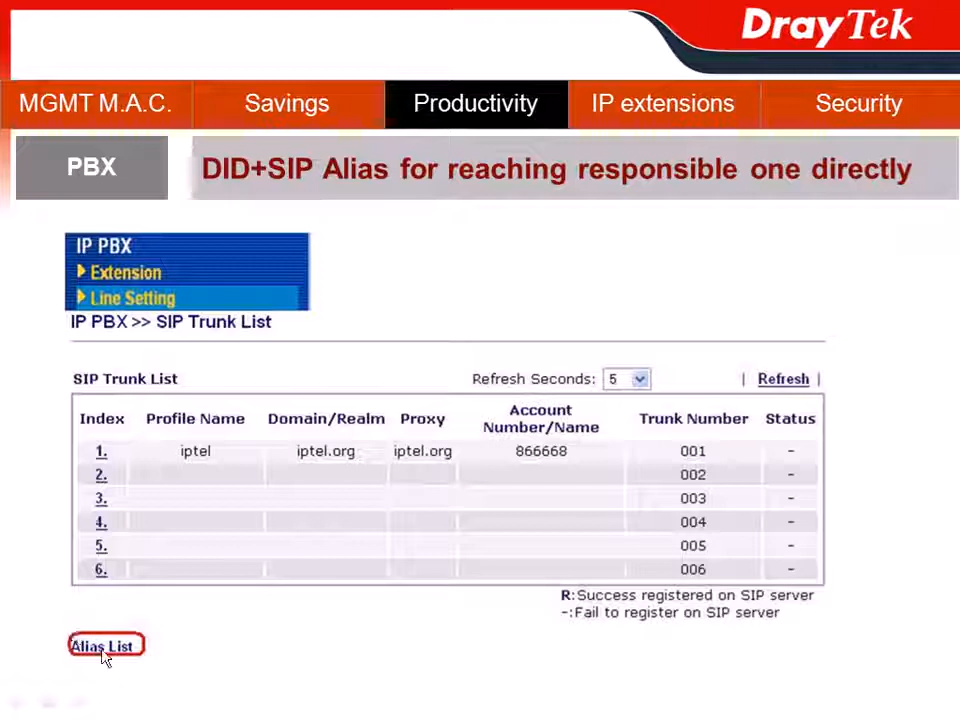 DrayTek
MGMT M.A.C. Savings Productivity IP extensions Security
PBX DID+SIP Alias for reaching responsible one directly
IP PBX
Extension
Line Setting
IP PBX >> SIP Trunk List
SIP Trunk List Refresh Seconds: 5 | Refresh |
Index Profile Name Domain/Realm Proxy Account Number/Name Trunk Number Status
1. iptel iptel.org iptel.org 866668 001 -
2. 002 -
3. 003 -
4. 004 -
5. 005 -
6. 006 -
R:Success registered on SIP server
-:Fail to register on SIP server
Alias List